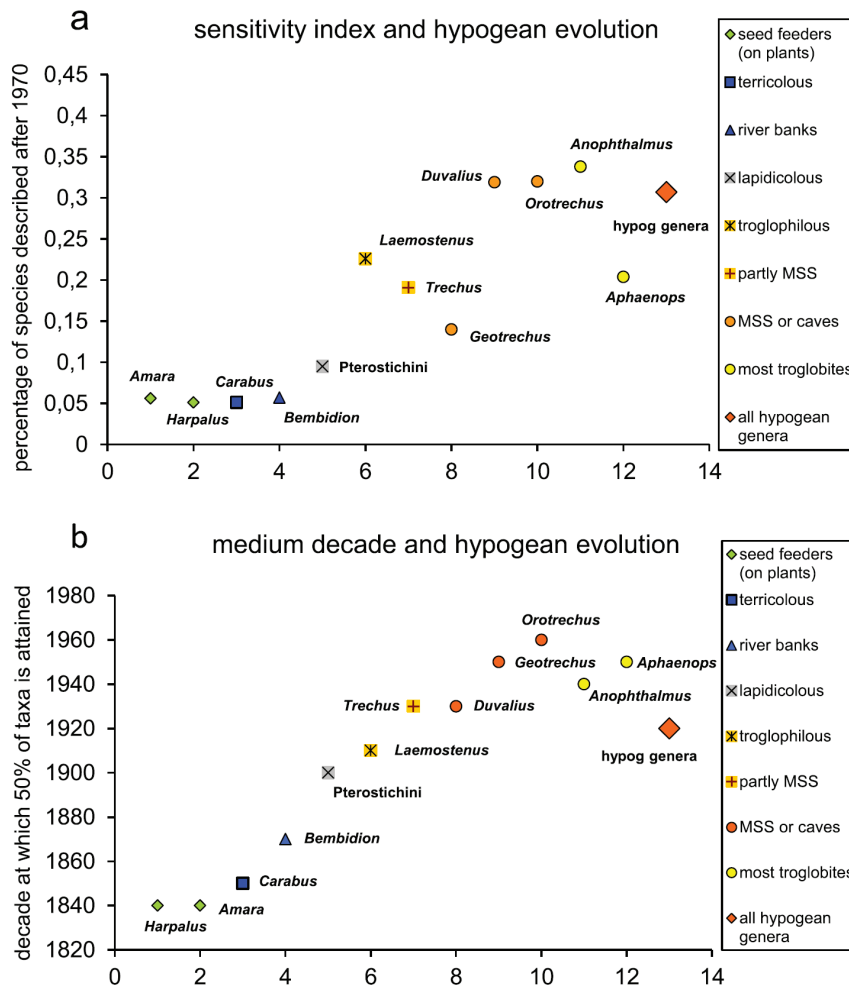 a
sensitivity index and hypogean evolution
percentage of species described after 1970
0,45
0,4
0,35
0,3
0,25
0,2
0,15
0,1
0,05
0
0 2 4 6 8 10 12 14
Anophthalmus
Duvalius
Orotrechus
hypog genera
Laemostenus
Trechus
Aphaenops
Geotrechus
Pterostichini
Amara
Carabus
Harpalus
Bembidion
seed feeders
(on plants)
terricolous
river banks
lapidicolous
troglophilous
partly MSS
MSS or caves
most troglobites
all hypogean
genera
b
medium decade and hypogean evolution
decade at which 50% of taxa is attained
1980
1960
1940
1920
1900
1880
1860
1840
1820
0 2 4 6 8 10 12 14
Orotrechus
Geotrechus
Aphaenops
Anophthalmus
Trechus
Duvalius
Laemostenus
hypog genera
Pterostichini
Bembidion
Carabus
Amara
Harpalus
seed feeders
(on plants)
terricolous
river banks
lapidicolous
troglophilous
partly MSS
MSS or caves
most troglobites
all hypogean
genera